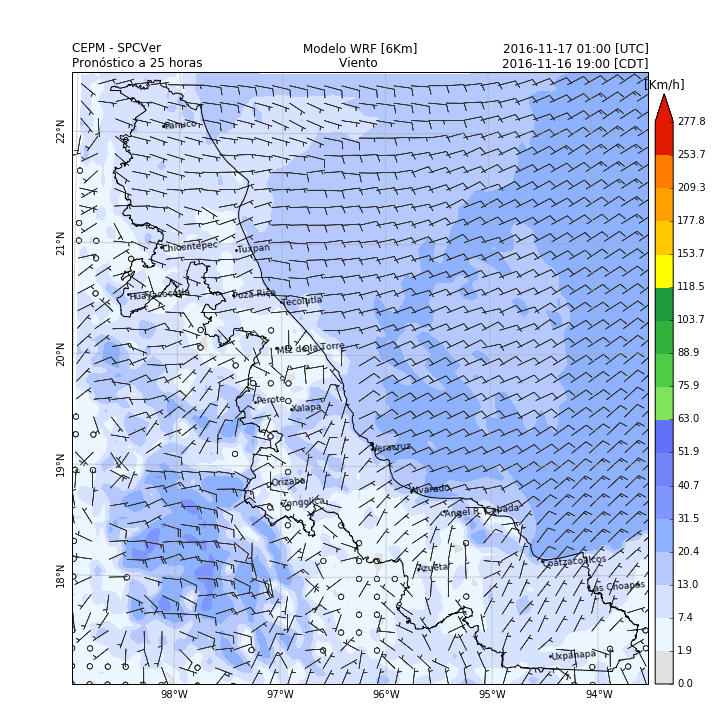 CEPM - SPCVer Modelo WRF [6Km] 2016-11-17 01:00 [UTC]
Pronóstico a 25 horas Viento 2016-11-16 19:00 [CDT]
[Km/h]
277.8
253.7
209.3
177.8
153.7
118.5
103.7
88.9
75.9
63.0
51.9
40.7
31.5
20.4
13.0
7.4
1.9
0.0
22°N
21°N
20°N
19°N
18°N
Panuco
Chicontepec
Tuxpan
Huayacocotla
Poza Rica
Tecolutla
Mtz de la Torre
Perote
Xalapa
Veracruz
Orizaba
Alvarado
Zongolica
Angel R. Cabada
Azueta
Coatzacoalcos
Las Choapas
Uxpanapa
98°W 97°W 96°W 95°W 94°W